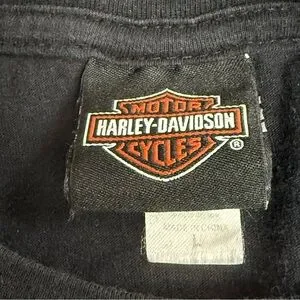 MOTOR
HARLEY-DAVIDSON
CYCLES
®
MADE IN CHINA
L